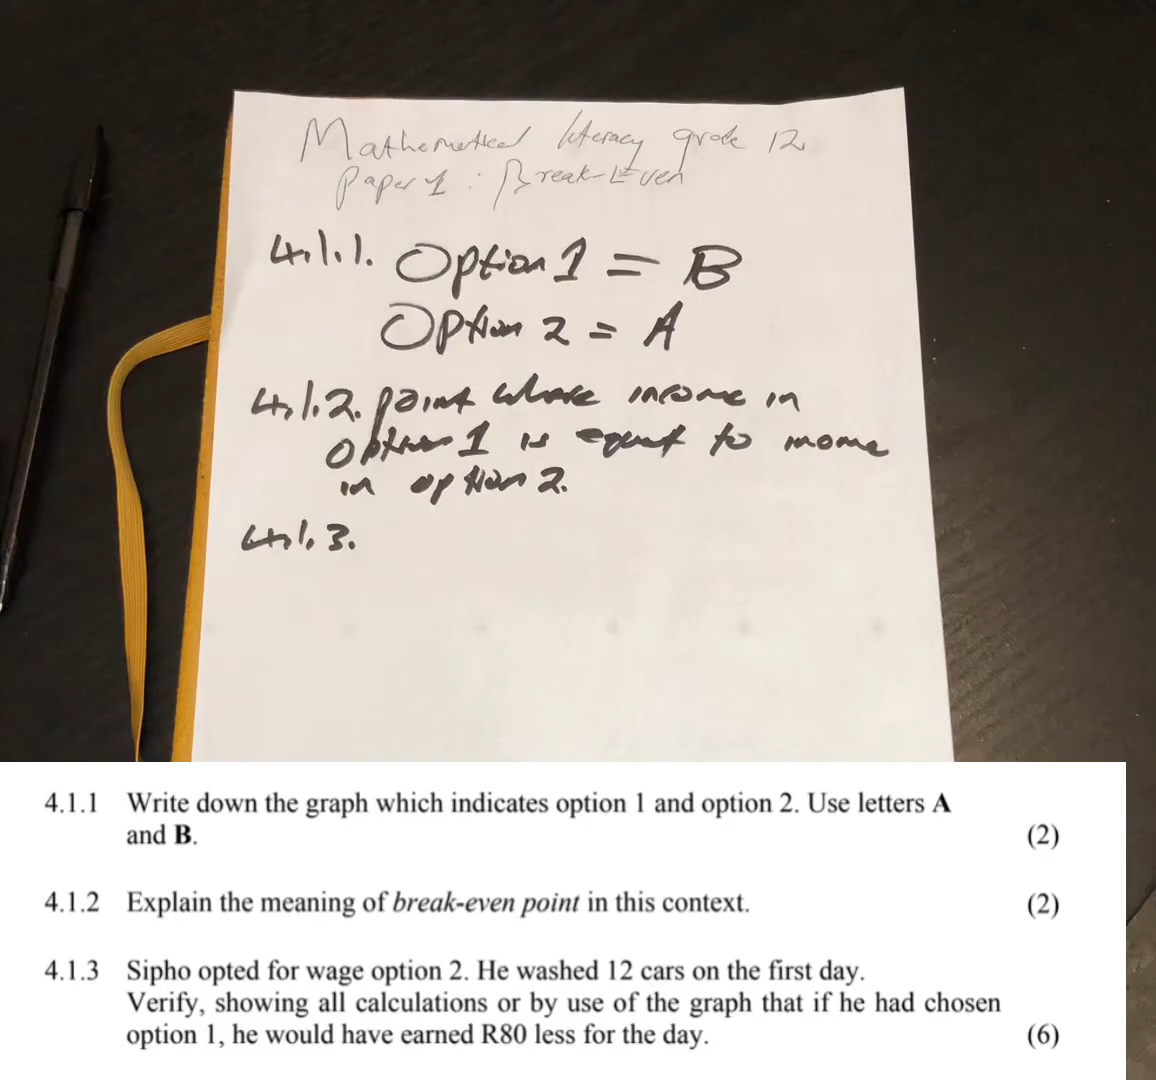 Mathematical literacy grade 12
Paper 1 : Break-Even
4.1.1. Option 1 = B
Option 2 = A
4.1.2. point where income in
option 1 is equal to income
in option 2.
4.1.3.
4.1.1 Write down the graph which indicates option 1 and option 2. Use letters A
and B. (2)
4.1.2 Explain the meaning of break-even point in this context. (2)
4.1.3 Sipho opted for wage option 2. He washed 12 cars on the first day.
Verify, showing all calculations or by use of the graph that if he had chosen
option 1, he would have earned R80 less for the day. (6)